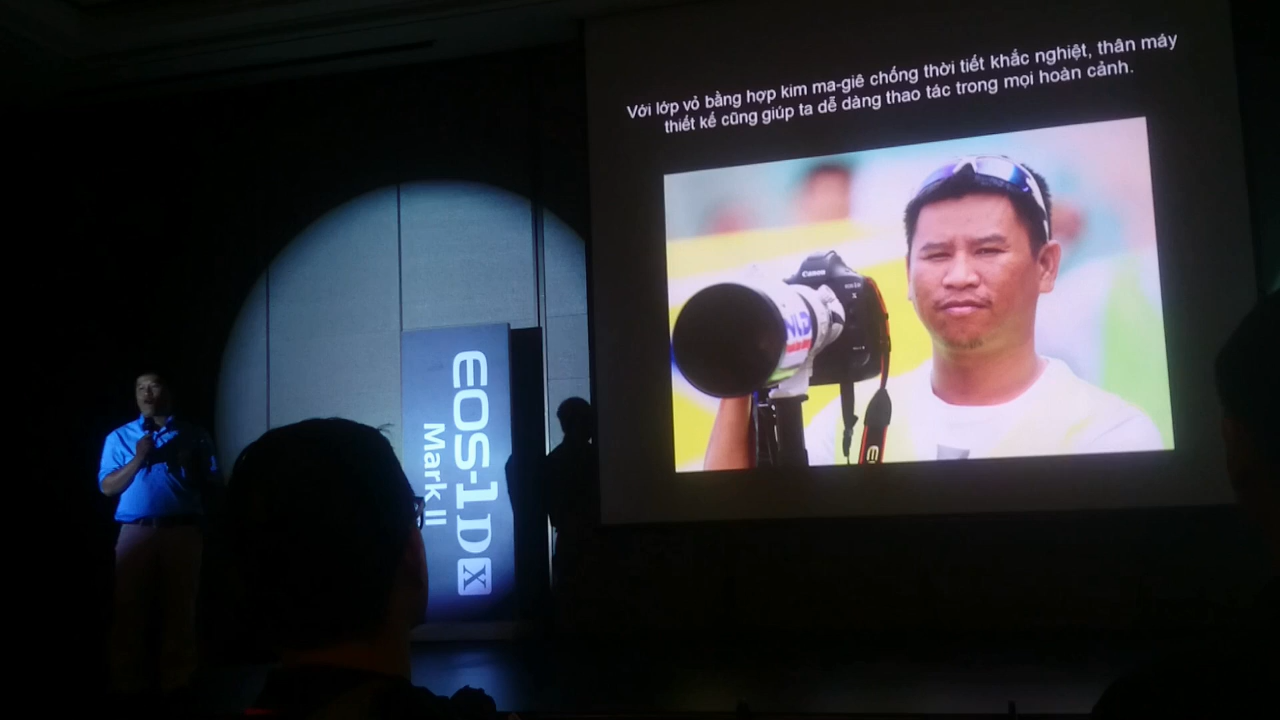 Với lớp vỏ bằng hợp kim ma-giê chống thời tiết khắc nghiệt, thân máy
thiết kế cũng giúp ta dễ dàng thao tác trong mọi hoàn cảnh.
Canon
EOS-1D X
Mark II